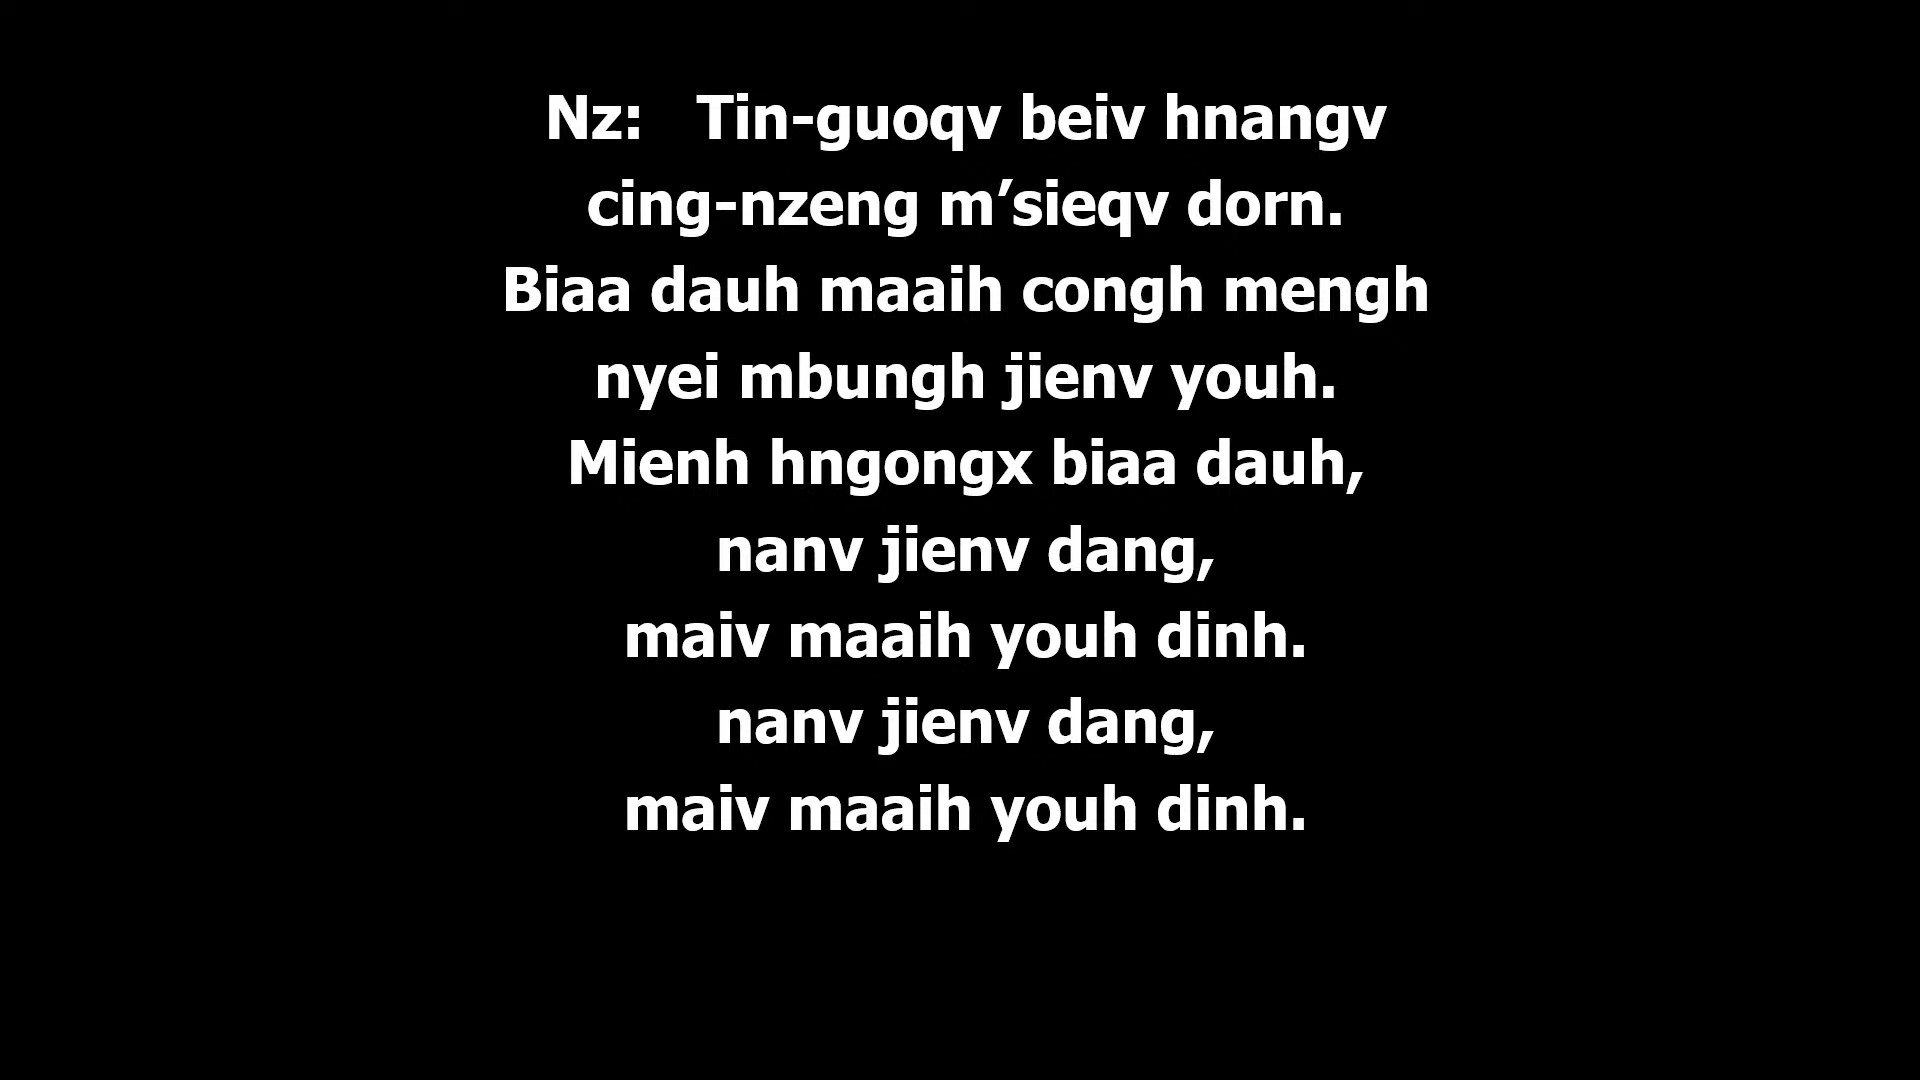 Nz:   Tin-guoqv beiv hnangv
cing-nzeng m’sieqv dorn.
Biaa dauh maaih congh mengh
nyei mbungh jienv youh.
Mienh hngongx biaa dauh,
nanv jienv dang,
maiv maaih youh dinh.
nanv jienv dang,
maiv maaih youh dinh.